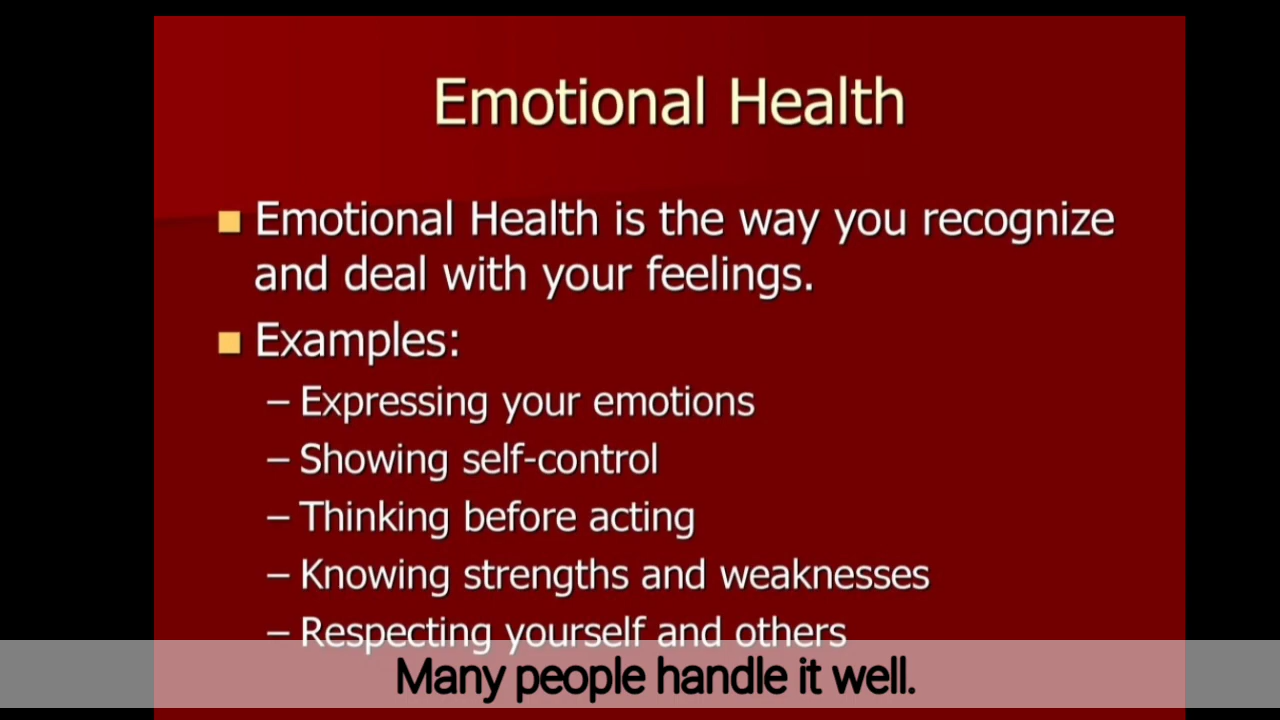 Emotional Health
■ Emotional Health is the way you recognize
and deal with your feelings.
■ Examples:
– Expressing your emotions
– Showing self-control
– Thinking before acting
– Knowing strengths and weaknesses
– Respecting yourself and others
Many people handle it well.